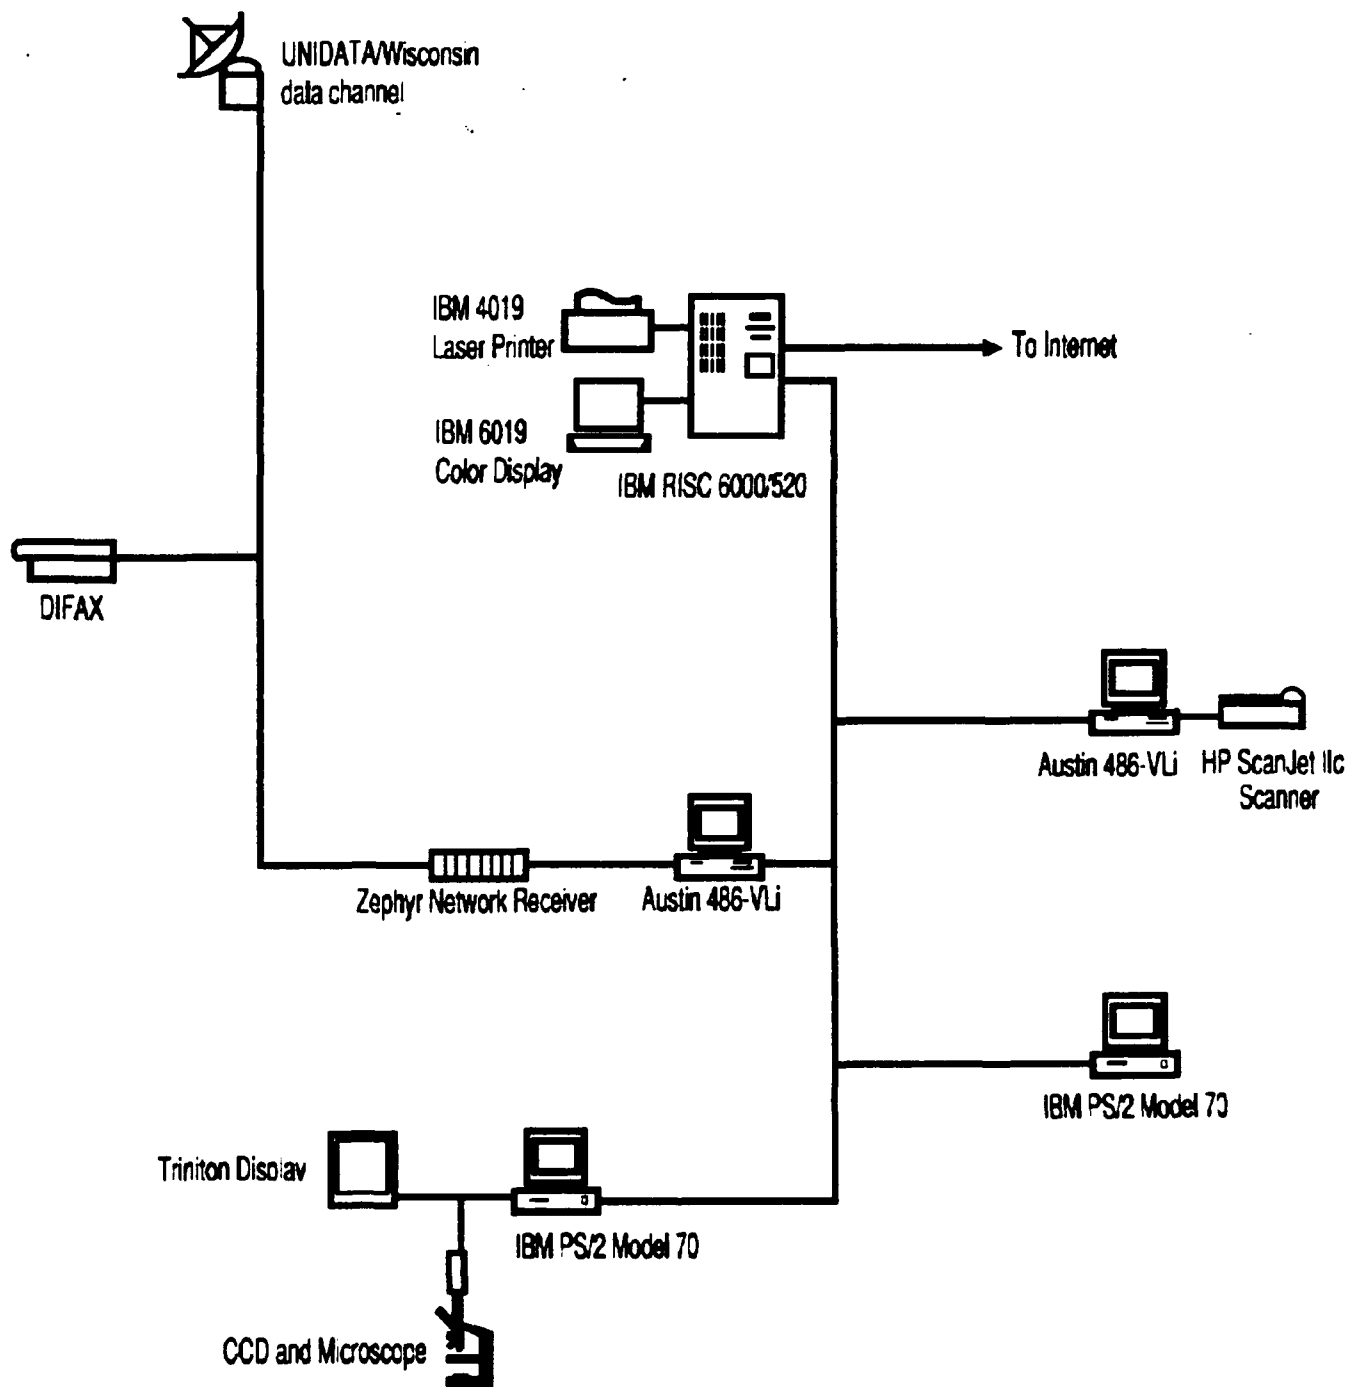 UNIDATA/Wisconsin
data channel
IBM 4019
Laser Printer
To Internet
IBM 6019
Color Display
IBM RISC 6000/520
DIFAX
Austin 486-VLi
HP ScanJet IIc
Scanner
Zephyr Network Receiver
Austin 486-VLi
IBM PS/2 Model 70
Triniton Display
IBM PS/2 Model 70
CCD and Microscope